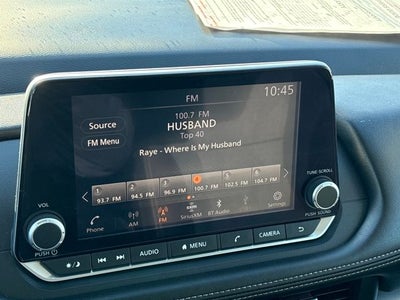 FM
10:45
100.7 FM
HUSBAND
Top 40
Source
FM Menu
Raye - Where Is My Husband
1 2 3 4 5 6
93.7 FM 94.5 FM 96.9 FM 100.7 FM 102.5 FM 104.7 FM
Phone AM FM SiriusXM BT Audio Settings
VOL
PUSH
TUNE·SCROLL
PUSH SOUND
AUDIO MENU CAMERA